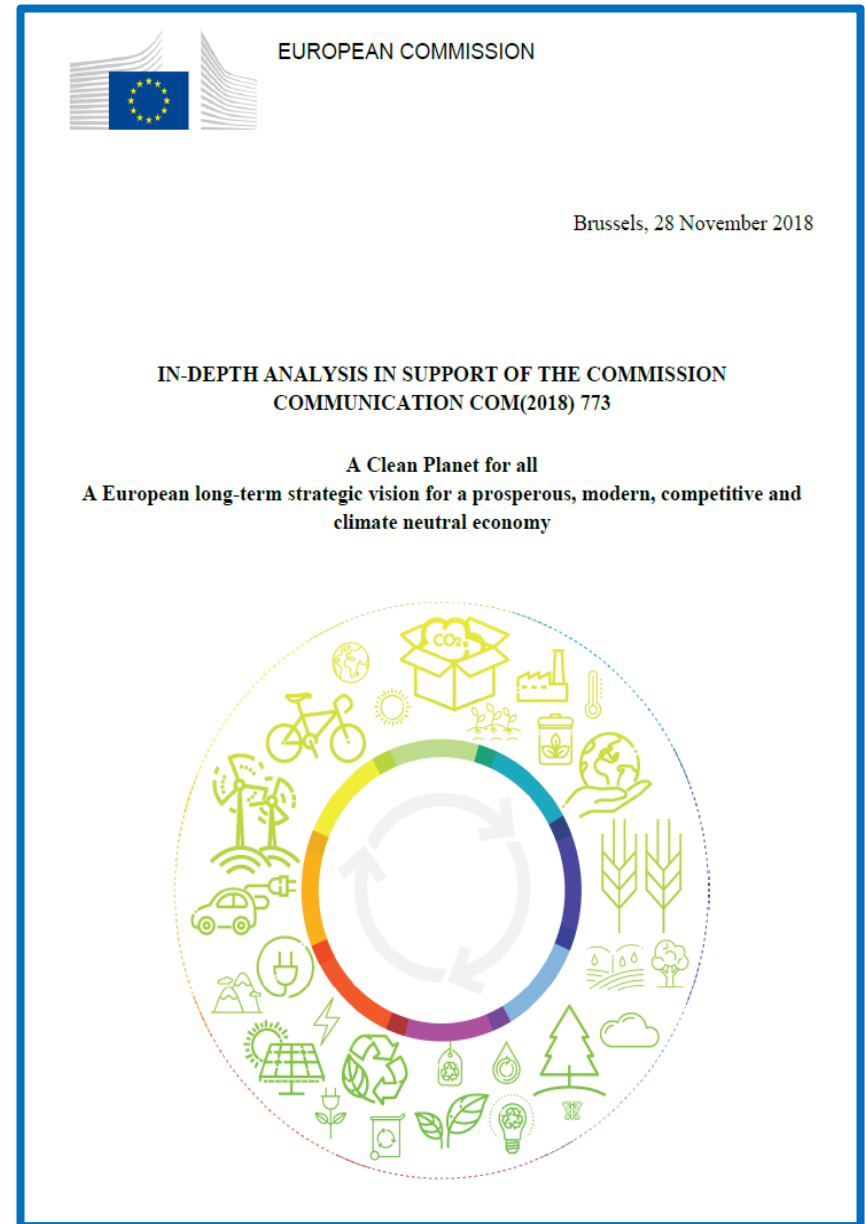 EUROPEAN COMMISSION
Brussels, 28 November 2018
IN-DEPTH ANALYSIS IN SUPPORT OF THE COMMISSION
COMMUNICATION COM(2018) 773
A Clean Planet for all
A European long-term strategic vision for a prosperous, modern, competitive and
climate neutral economy
CO2